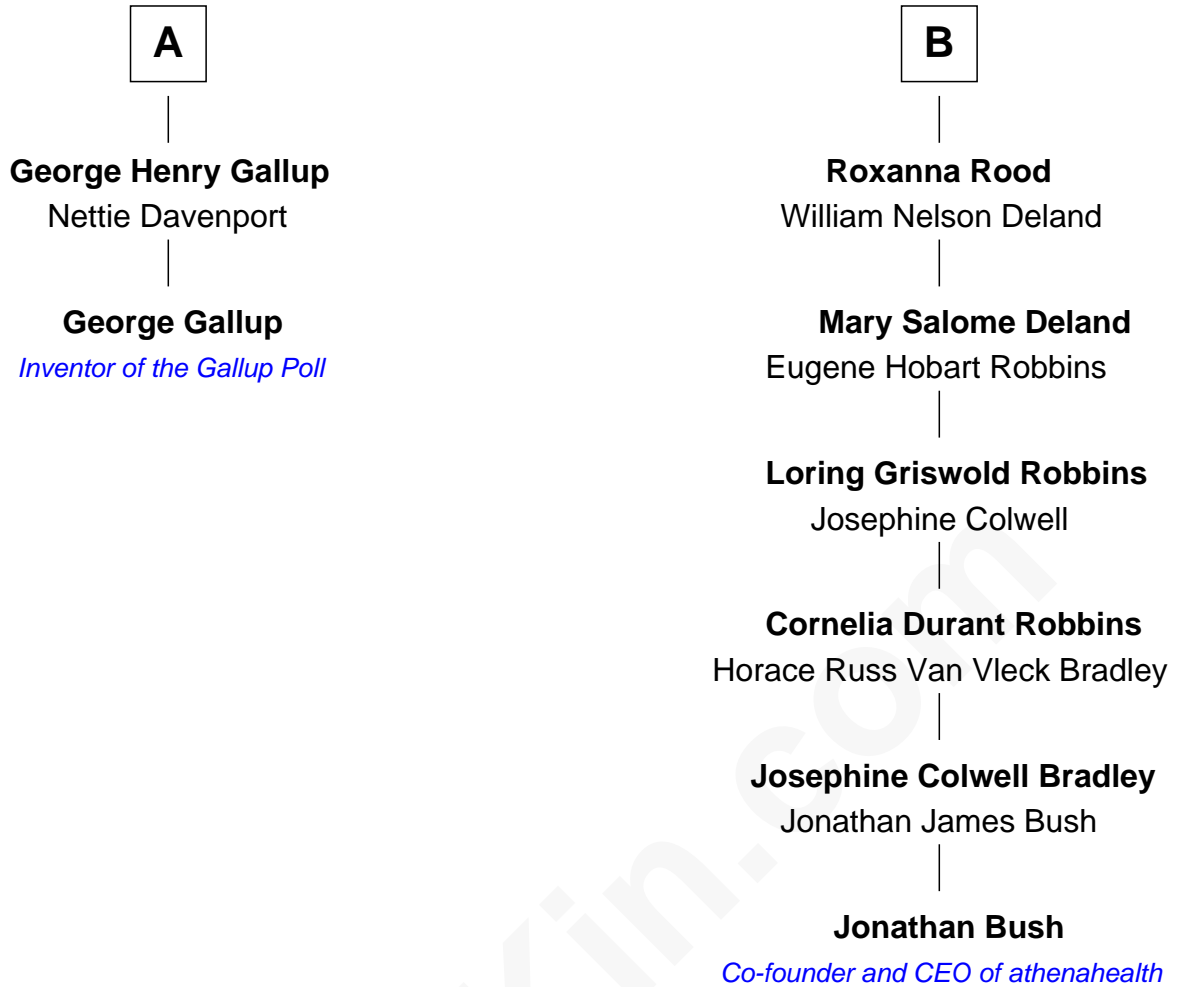 A
George Henry Gallup
Nettie Davenport
George Gallup
Inventor of the Gallup Poll
B
Roxanna Rood
William Nelson Deland
Mary Salome Deland
Eugene Hobart Robbins
Loring Griswold Robbins
Josephine Colwell
Cornelia Durant Robbins
Horace Russ Van Vleck Bradley
Josephine Colwell Bradley
Jonathan James Bush
Jonathan Bush
Co-founder and CEO of athenahealth
Kin.com